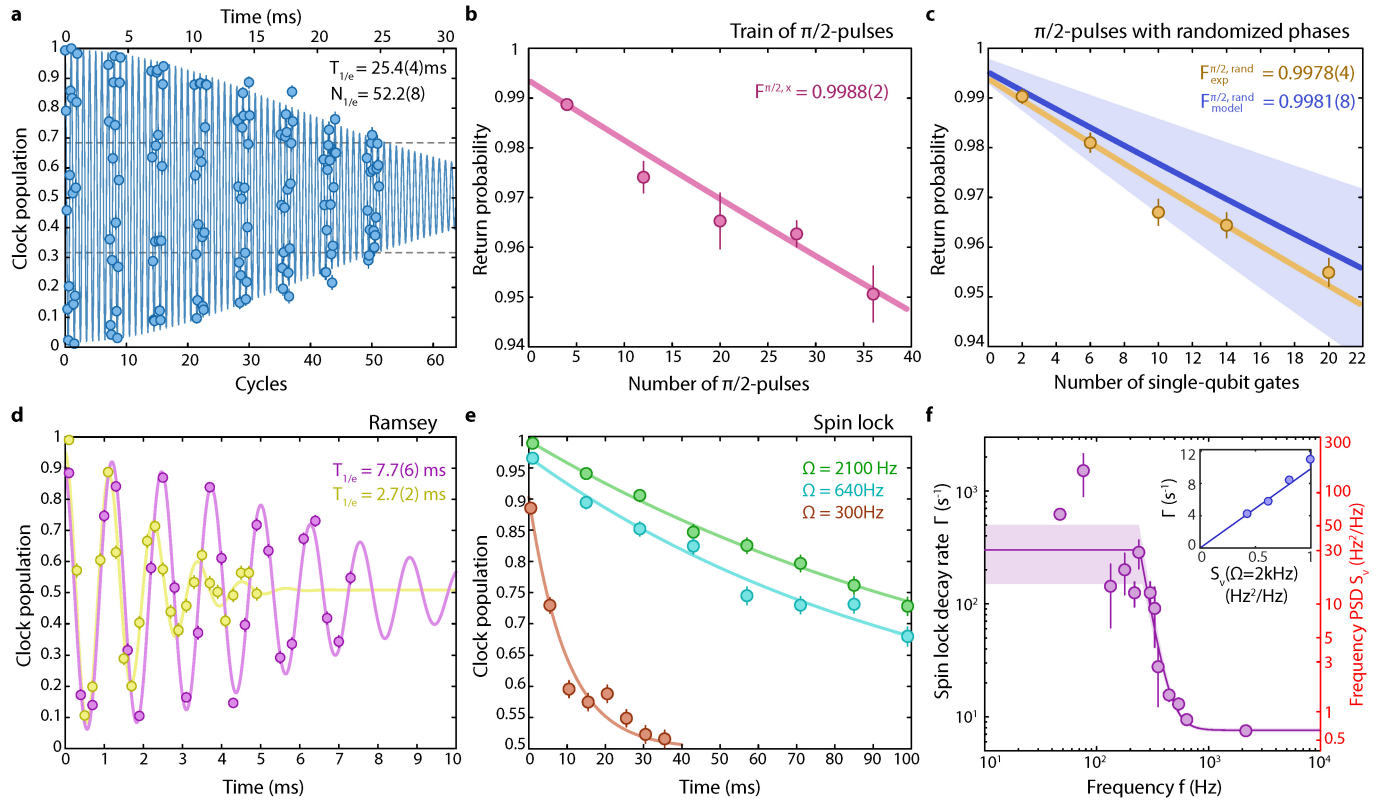 a
Time (ms)
0 5 10 15 20 25 30
T1/e = 25.4(4)ms
N1/e = 52.2(8)
1
0.9
0.8
0.7
0.6
0.5
0.4
0.3
0.2
0.1
0
Clock population
0 10 20 30 40 50 60
Cycles
b
Train of π/2-pulses
Fπ/2, x = 0.9988(2)
1
0.99
0.98
0.97
0.96
0.95
0.94
Return probability
0 5 10 15 20 25 30 35 40
Number of π/2-pulses
c
π/2-pulses with randomized phases
Fπ/2, rand exp = 0.9978(4)
Fπ/2, rand model = 0.9981(8)
1
0.99
0.98
0.97
0.96
0.95
0.94
Return probability
0 2 4 6 8 10 12 14 16 18 20 22
Number of single-qubit gates
d
Ramsey
T1/e = 7.7(6) ms
T1/e = 2.7(2) ms
1
0.9
0.8
0.7
0.6
0.5
0.4
0.3
0.2
0.1
0
Clock population
0 1 2 3 4 5 6 7 8 9 10
Time (ms)
e
Spin lock
Ω = 2100 Hz
Ω = 640Hz
Ω = 300Hz
1
0.95
0.9
0.85
0.8
0.75
0.7
0.65
0.6
0.55
0.5
Clock population
0 10 20 30 40 50 60 70 80 90 100
Time (ms)
f
10³
10²
10¹
Spin lock decay rate Γ (s⁻¹)
10¹ 10² 10³ 10⁴
Frequency f (Hz)
300
100
50
30
10
5
3
1
0.5
Frequency PSD Sν (Hz²/Hz)
12
8
4
0
Γ (s⁻¹)
0 0.5 1
Sν(Ω=2kHz)
(Hz²/Hz)